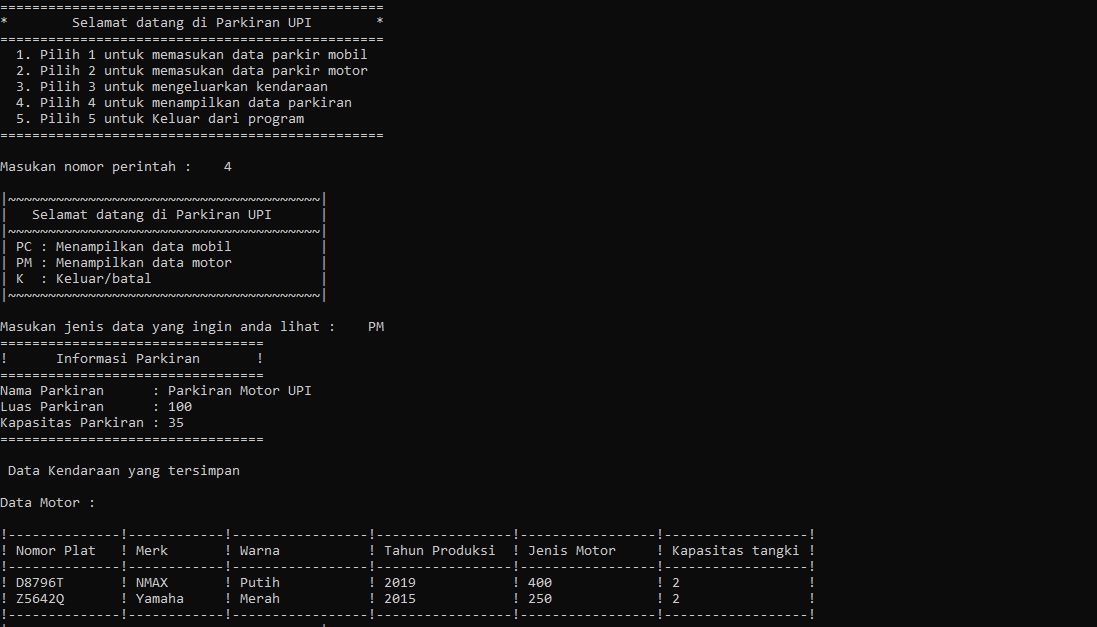 ================================================
*        Selamat datang di Parkiran UPI        *
================================================
  1. Pilih 1 untuk memasukan data parkir mobil
  2. Pilih 2 untuk memasukan data parkir motor
  3. Pilih 3 untuk mengeluarkan kendaraan
  4. Pilih 4 untuk menampilkan data parkiran
  5. Pilih 5 untuk Keluar dari program
================================================
Masukan nomor perintah :    4
|~~~~~~~~~~~~~~~~~~~~~~~~~~~~~~~~~~~~~~~|
|   Selamat datang di Parkiran UPI      |
|~~~~~~~~~~~~~~~~~~~~~~~~~~~~~~~~~~~~~~~|
| PC : Menampilkan data mobil           |
| PM : Menampilkan data motor           |
| K  : Keluar/batal                     |
|~~~~~~~~~~~~~~~~~~~~~~~~~~~~~~~~~~~~~~~|
Masukan jenis data yang ingin anda lihat :    PM
=================================
!      Informasi Parkiran       !
=================================
Nama Parkiran      : Parkiran Motor UPI
Luas Parkiran      : 100
Kapasitas Parkiran : 35
=================================
 Data Kendaraan yang tersimpan
Data Motor :
!--------------!------------!-----------------!-----------------!-----------------!------------------!
! Nomor Plat   ! Merk       ! Warna           ! Tahun Produksi  ! Jenis Motor     ! Kapasitas tangki !
!--------------!------------!-----------------!-----------------!-----------------!------------------!
! D8796T       ! NMAX       ! Putih           ! 2019            ! 400             ! 2                !
! Z5642Q       ! Yamaha     ! Merah           ! 2015            ! 250             ! 2                !
!--------------!------------!-----------------!-----------------!-----------------!------------------!